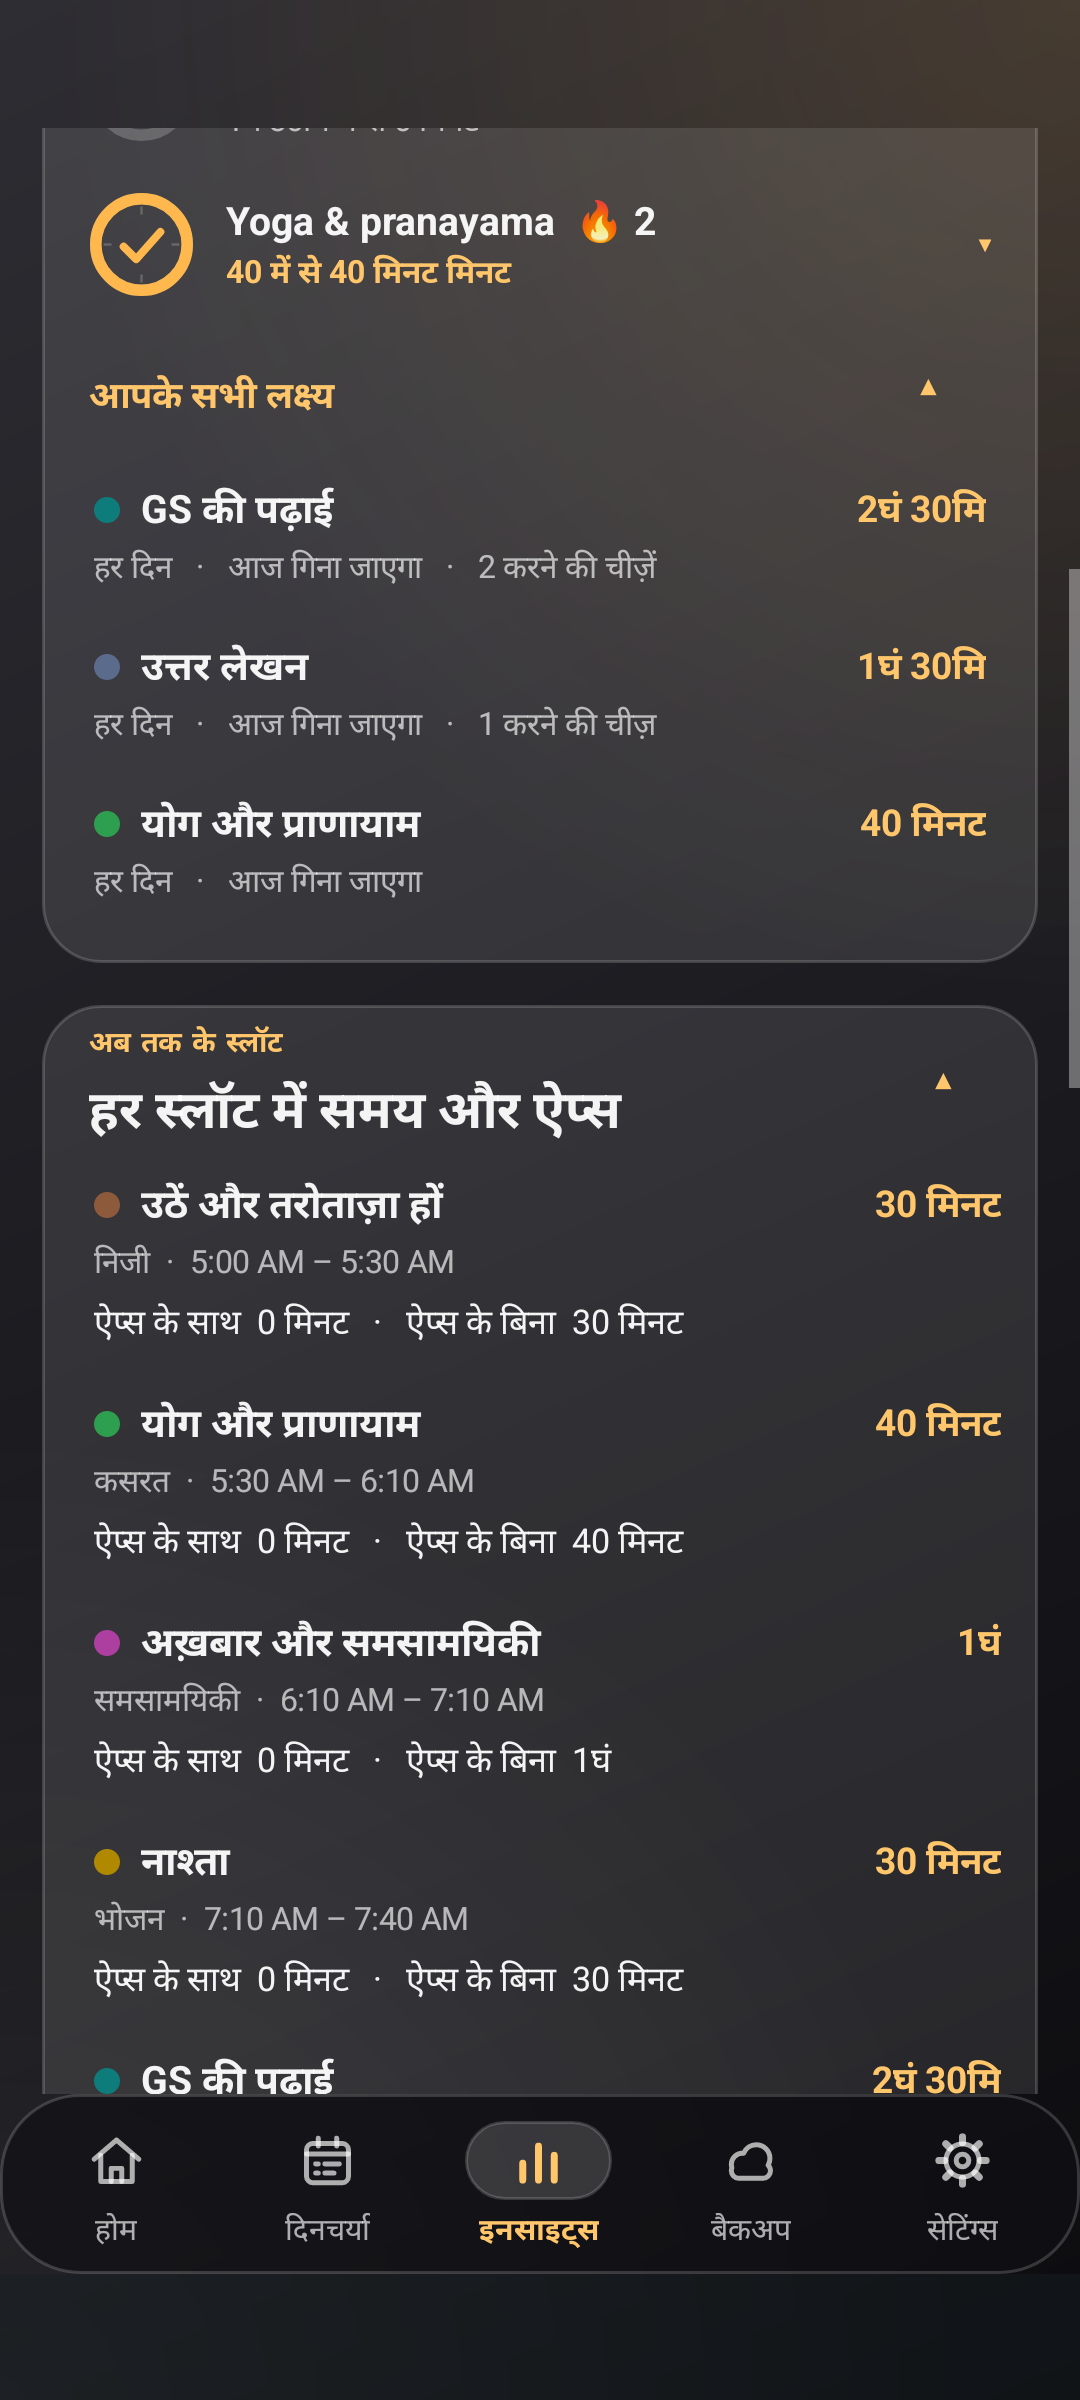 Yoga & pranayama 🔥 2
40 में से 40 मिनट मिनट
आपके सभी लक्ष्य ▲
GS की पढ़ाई 2घं 30मि
हर दिन · आज गिना जाएगा · 2 करने की चीज़ें
उत्तर लेखन 1घं 30मि
हर दिन · आज गिना जाएगा · 1 करने की चीज़
योग और प्राणायाम 40 मिनट
हर दिन · आज गिना जाएगा
अब तक के स्लॉट
हर स्लॉट में समय और ऐप्स ▲
उठें और तरोताज़ा हों 30 मिनट
निजी · 5:00 AM – 5:30 AM
ऐप्स के साथ 0 मिनट · ऐप्स के बिना 30 मिनट
योग और प्राणायाम 40 मिनट
कसरत · 5:30 AM – 6:10 AM
ऐप्स के साथ 0 मिनट · ऐप्स के बिना 40 मिनट
अख़बार और समसामयिकी 1घं
समसामयिकी · 6:10 AM – 7:10 AM
ऐप्स के साथ 0 मिनट · ऐप्स के बिना 1घं
नाश्ता 30 मिनट
भोजन · 7:10 AM – 7:40 AM
ऐप्स के साथ 0 मिनट · ऐप्स के बिना 30 मिनट
GS की पढ़ाई 2घं 30मि
होम दिनचर्या इनसाइट्स बैकअप सेटिंग्स